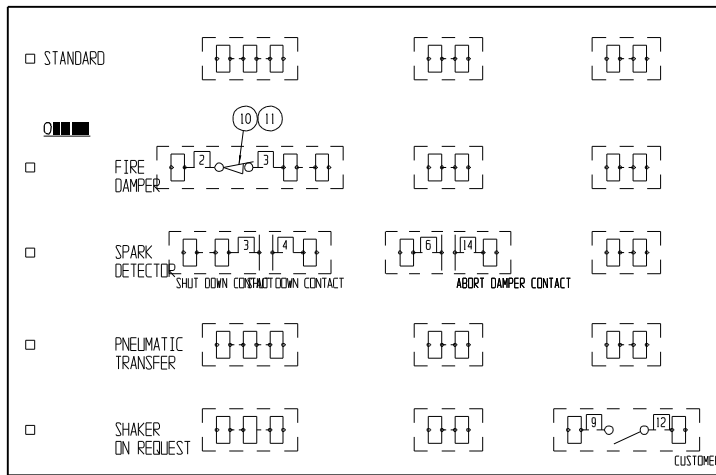 STANDARD
10 11
2 3
FIRE
DAMPER
3 4 6 14
SPARK
DETECTOR
SHUT DOWN CONTACT SHUT DOWN CONTACT ABORT DAMPER CONTACT
PNEUMATIC
TRANSFER
9 12
SHAKER
ON REQUEST
CUSTOMER